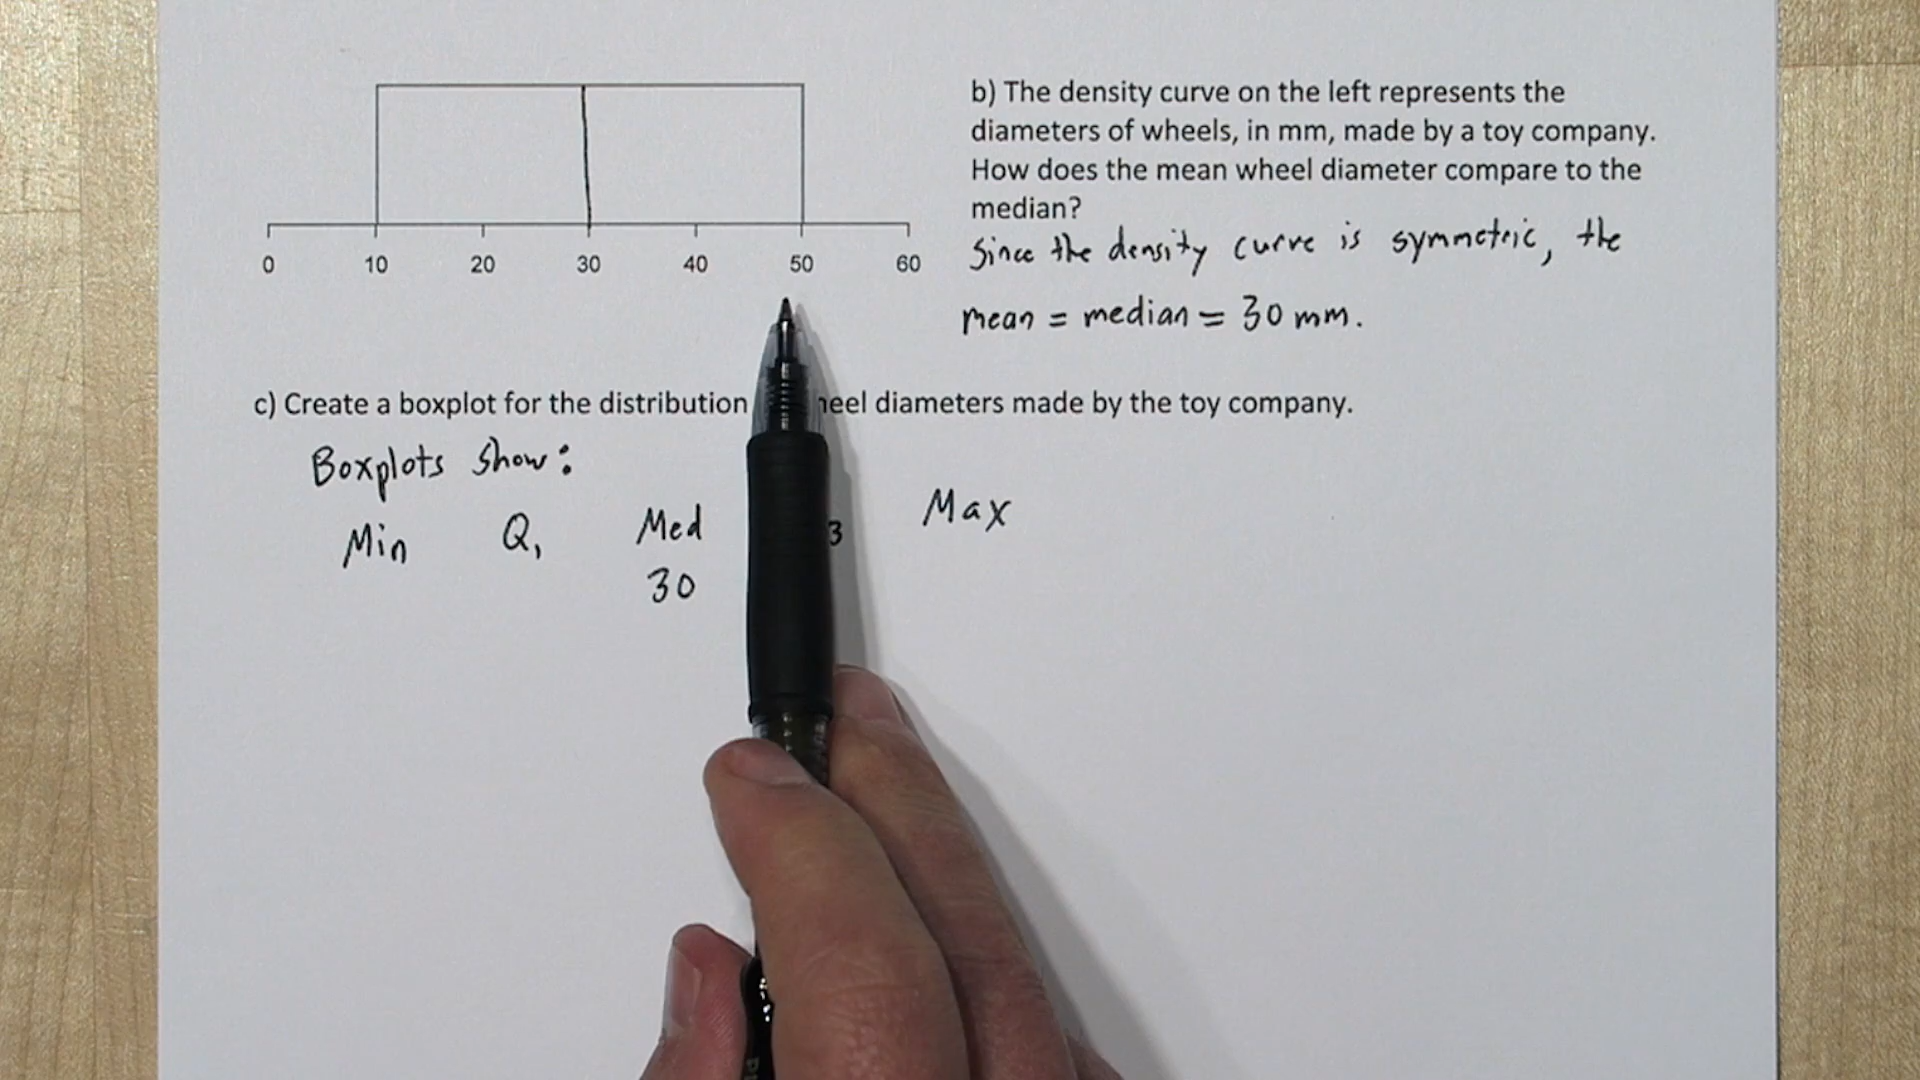 b) The density curve on the left represents the
diameters of wheels, in mm, made by a toy company.
How does the mean wheel diameter compare to the
median?
Since the density curve is symmetric, the
mean = median = 30 mm.
0 10 20 30 40 50 60
c) Create a boxplot for the distribution heel diameters made by the toy company.
Boxplots show:
Min Q1 Med 3 Max
30